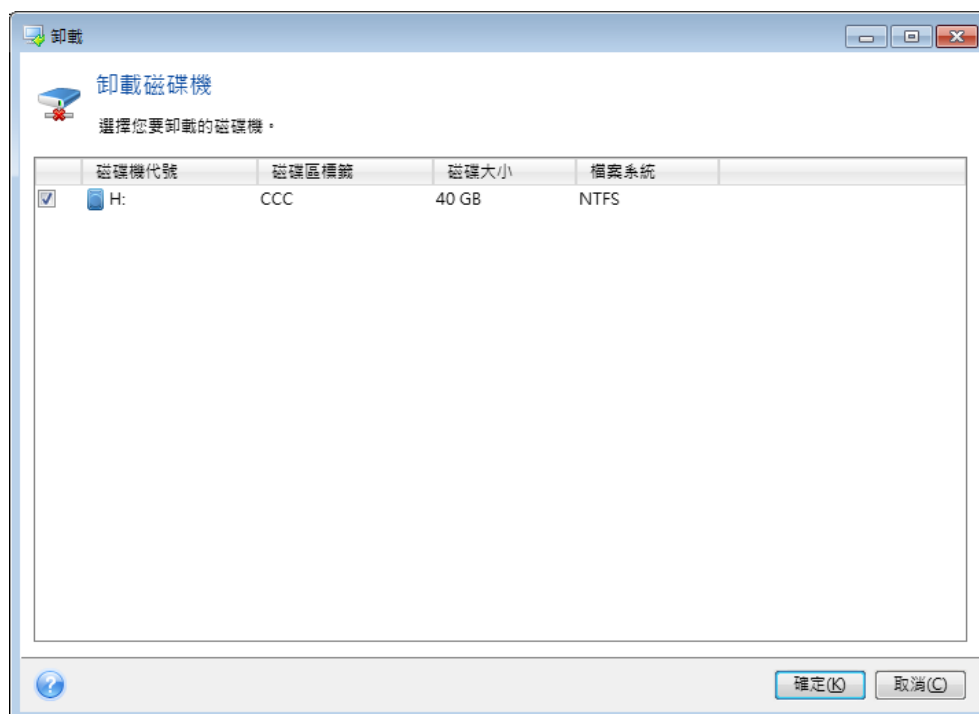 卸載
卸載磁碟機
選擇您要卸載的磁碟機。
磁碟機代號 磁碟區標籤 磁碟大小 檔案系統
H: CCC 40 GB NTFS
確定(K) 取消(C)